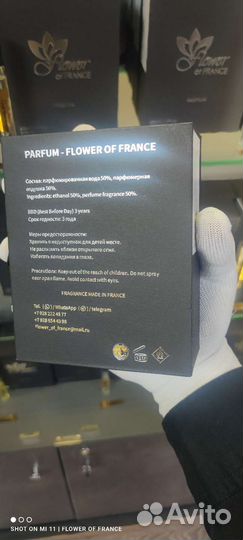 Flower
OF FRANCE
Flower
OF FRANCE
PARFUM
PARFUM - FLOWER OF FRANCE
Состав: парфюмированная вода 50%, парфюмерная
отдушка 50%.
Ingredients: ethanol 50%, perfume fragrance 50%.
BBD (Best Before Day) 3 years
Срок годности: 3 года
Меры предосторожности:
Хранить в недоступном для детей месте.
Не распылять вблизи открытого огня.
Избегать попадания в глаза.
Precautions: Keep out of the reach of children. Do not spray
near open flame. Avoid contact with eyes.
FRAGRANCE MADE IN FRANCE
Tel. / WhatsApp / telegram
flower_of_france@mail.ru
SHOT ON MI 11 | FLOWER OF FRANCE
Avito